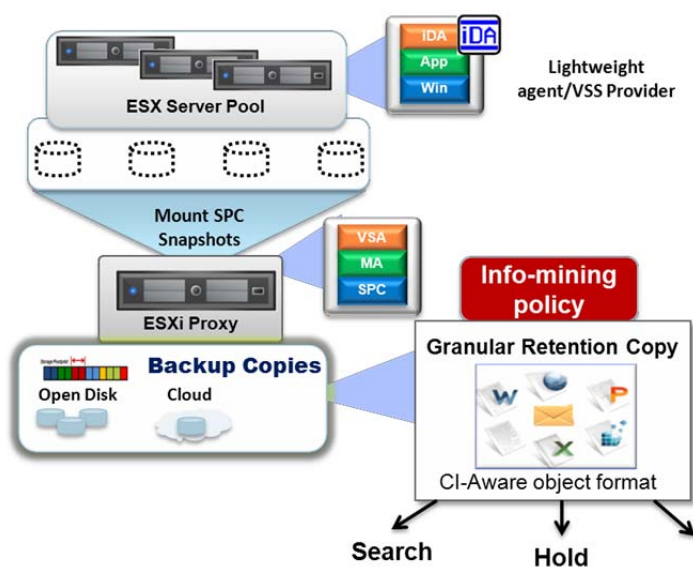 iDA
IDA
App
Win
Lightweight
agent/VSS Provider
ESX Server Pool
Mount SPC
Snapshots
VSA
MA
SPC
ESXi Proxy
Info-mining
policy
Backup Copies
Open Disk
Cloud
Granular Retention Copy
W
P
X
CI-Aware object format
Search
Hold